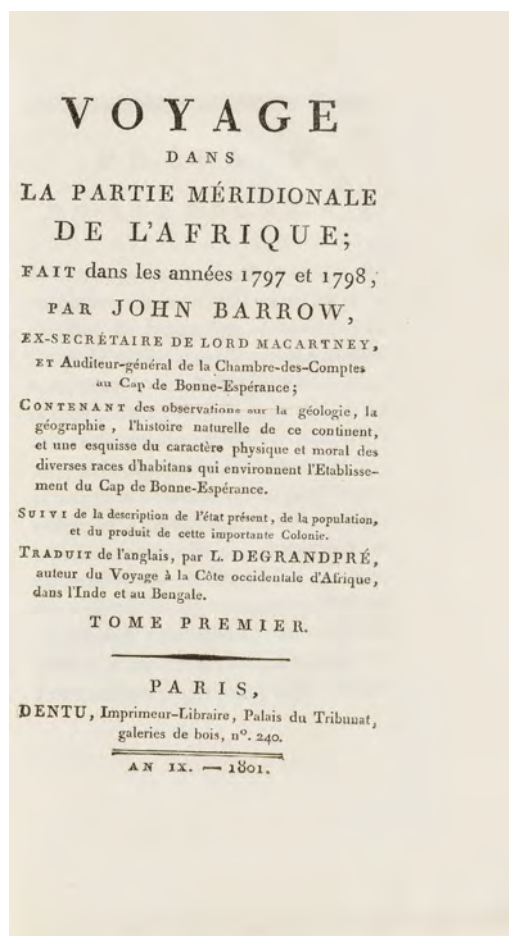 VOYAGE
DANS
LA PARTIE MÉRIDIONALE
DE L'AFRIQUE;
FAIT dans les années 1797 et 1798,
PAR JOHN BARROW,
EX-SECRÉTAIRE DE LORD MACARTNEY,
ET Auditeur-général de la Chambre-des-Comptes
au Cap de Bonne-Espérance;
CONTENANT des observations sur la géologie, la
géographie, l'histoire naturelle de ce continent,
et une esquisse du caractère physique et moral des
diverses races d'habitans qui environnent l'Etablisse-
ment du Cap de Bonne-Espérance.
SUIVI de la description de l'état présent, de la population,
et du produit de cette importante Colonie.
TRADUIT de l'anglais, par L. DEGRANDPRÉ,
auteur du Voyage à la Côte occidentale d'Afrique,
dans l'Inde et au Bengale.
TOME PREMIER.
PARIS,
DENTU, Imprimeur-Libraire, Palais du Tribunat,
galeries de bois, n°. 240.
AN IX. — 1801.